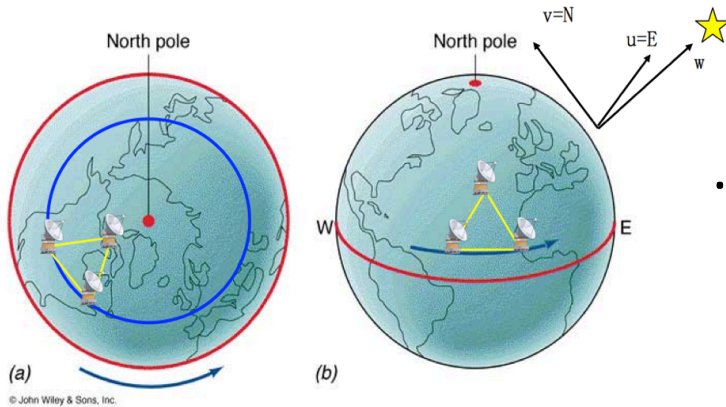 v=N
u=E
w
North pole
North pole
W
E
(a)
(b)
© John Wiley & Sons, Inc.